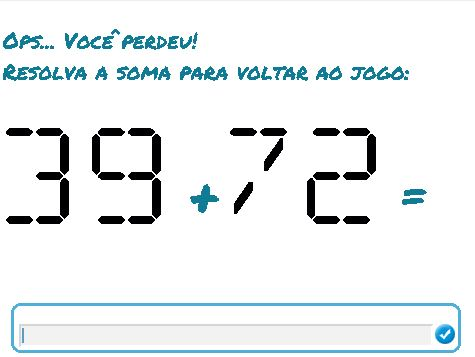 Ops... Você perdeu!
Resolva a soma para voltar ao jogo:
39+72=